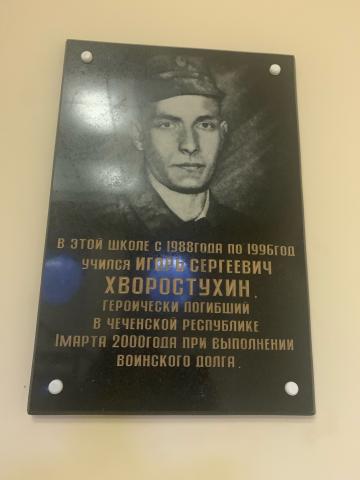 В ЭТОЙ ШКОЛЕ С 1988ГОДА ПО 1996ГОД
УЧИЛСЯ ИГОРЬ СЕРГЕЕВИЧ
ХВОРОСТУХИН
ГЕРОИЧЕСКИ ПОГИБШИЙ
В ЧЕЧЕНСКОЙ РЕСПУБЛИКЕ
1МАРТА 2000ГОДА ПРИ ВЫПОЛНЕНИИ
ВОИНСКОГО ДОЛГА